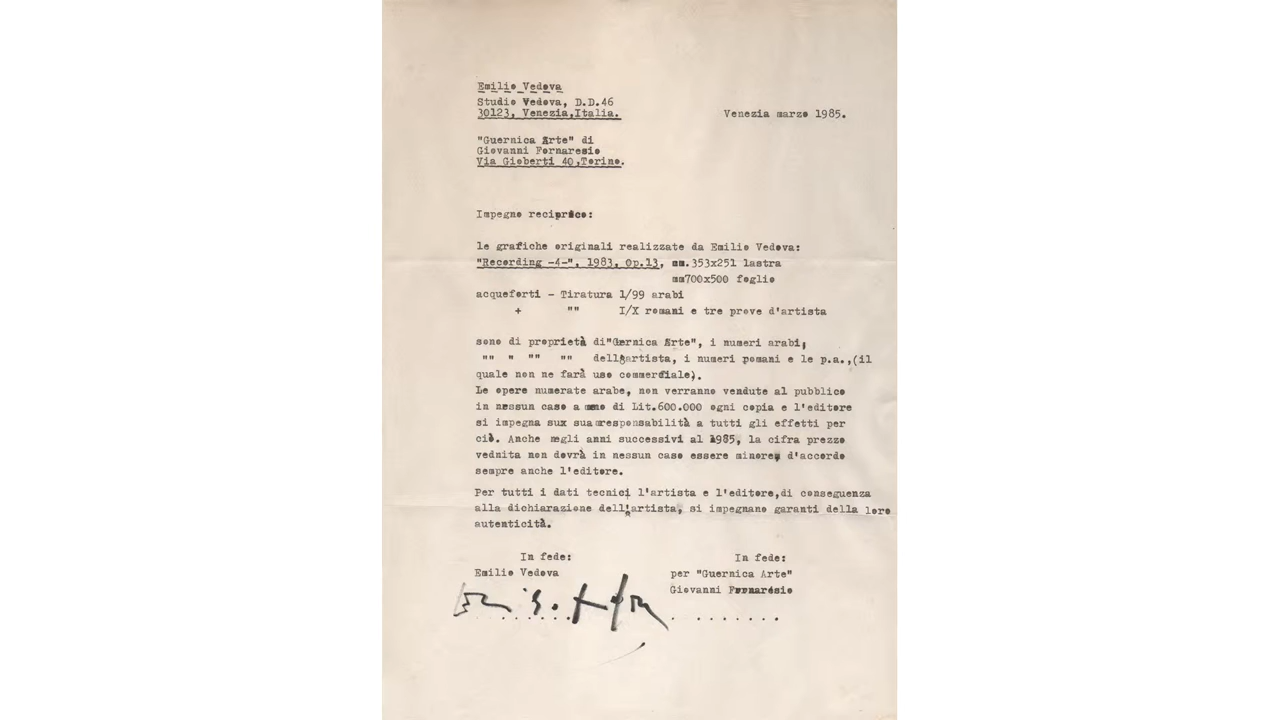 Emilio Vedova
Studio Vedova, D.D.46
30123, Venezia,Italia.
Venezia marzo 1985.
"Guernica Arte" di
Giovanni Fornaresio
Via Gioberti 40,Torino.
Impegno reciproco:
le grafiche originali realizzate da Emilio Vedova:
"Recording -4-", 1983, Op.13, mm.353x251 lastra
mm700x500 foglio
acqueforti - Tiratura 1/99 arabi
+ "" I/X romani e tre prove d'artista
sono di proprietà di"Gernica Arte", i numeri arabi,
"" " "" "" dell'artista, i numeri romani e le p.a.,(il
quale non ne farà uso commerfiale).
Le opere numerate arabe, non verranno vendute al pubblico
in nessun caso a meno di Lit.600.000 ogni copia e l'editore
si impegna sux sua responsabilità a tutti gli effetti per
ciò. Anche negli anni successivi al 1985, la cifra prezzo
vednita non dovrà in nessun caso essere minore, d'accordo
sempre anche l'editore.
Per tutti i dati tecnici l'artista e l'editore,di conseguenza
alla dichiarazione dell'artista, si impegnano garanti della loro
autenticità.
In fede:
Emilio Vedova
In fede:
per "Guernica Arte"
Giovanni Fornarésio